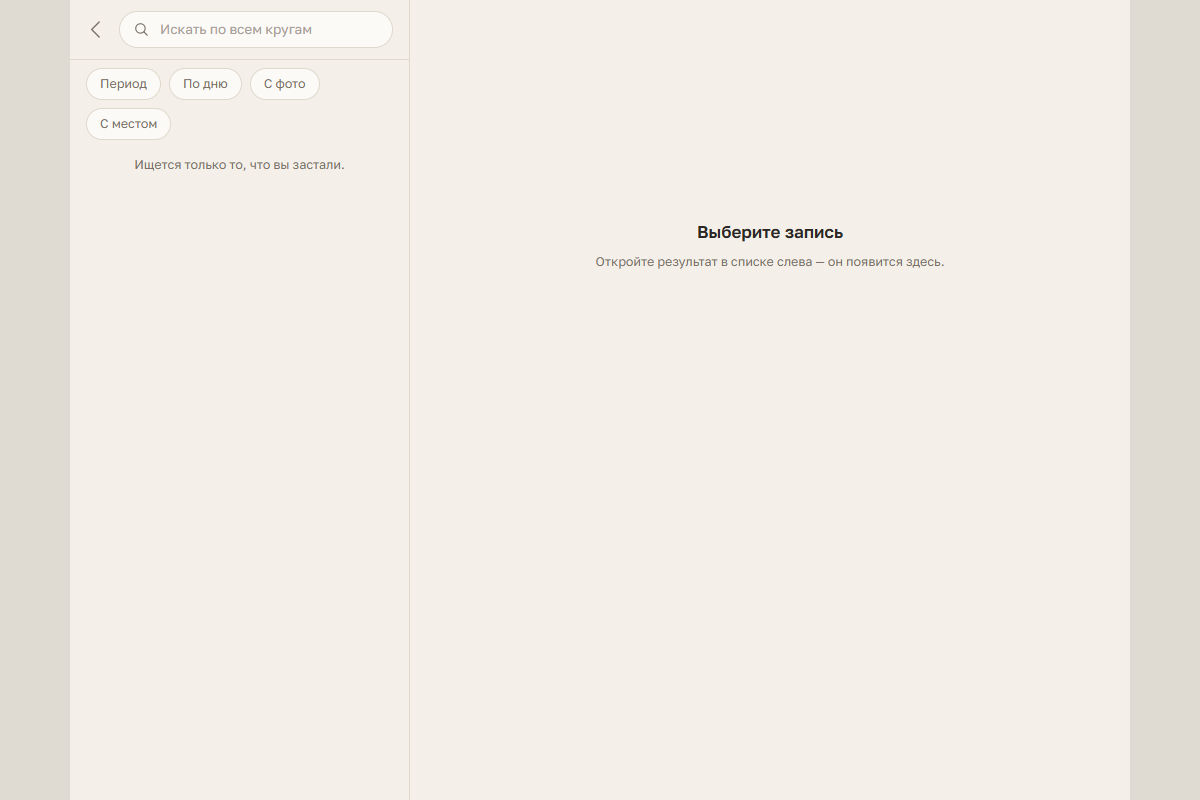 Искать по всем кругам
Период
По дню
С фото
С местом
Ищется только то, что вы застали.
Выберите запись
Откройте результат в списке слева — он появится здесь.